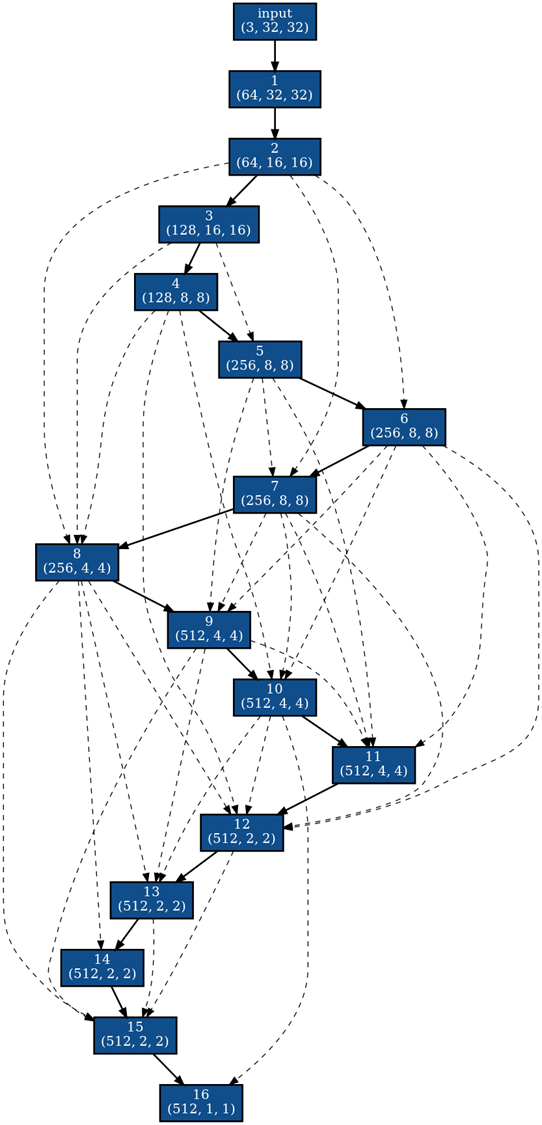 input
(3, 32, 32)
1
(64, 32, 32)
2
(64, 16, 16)
3
(128, 16, 16)
4
(128, 8, 8)
5
(256, 8, 8)
6
(256, 8, 8)
7
(256, 8, 8)
8
(256, 4, 4)
9
(512, 4, 4)
10
(512, 4, 4)
11
(512, 4, 4)
12
(512, 2, 2)
13
(512, 2, 2)
14
(512, 2, 2)
15
(512, 2, 2)
16
(512, 1, 1)